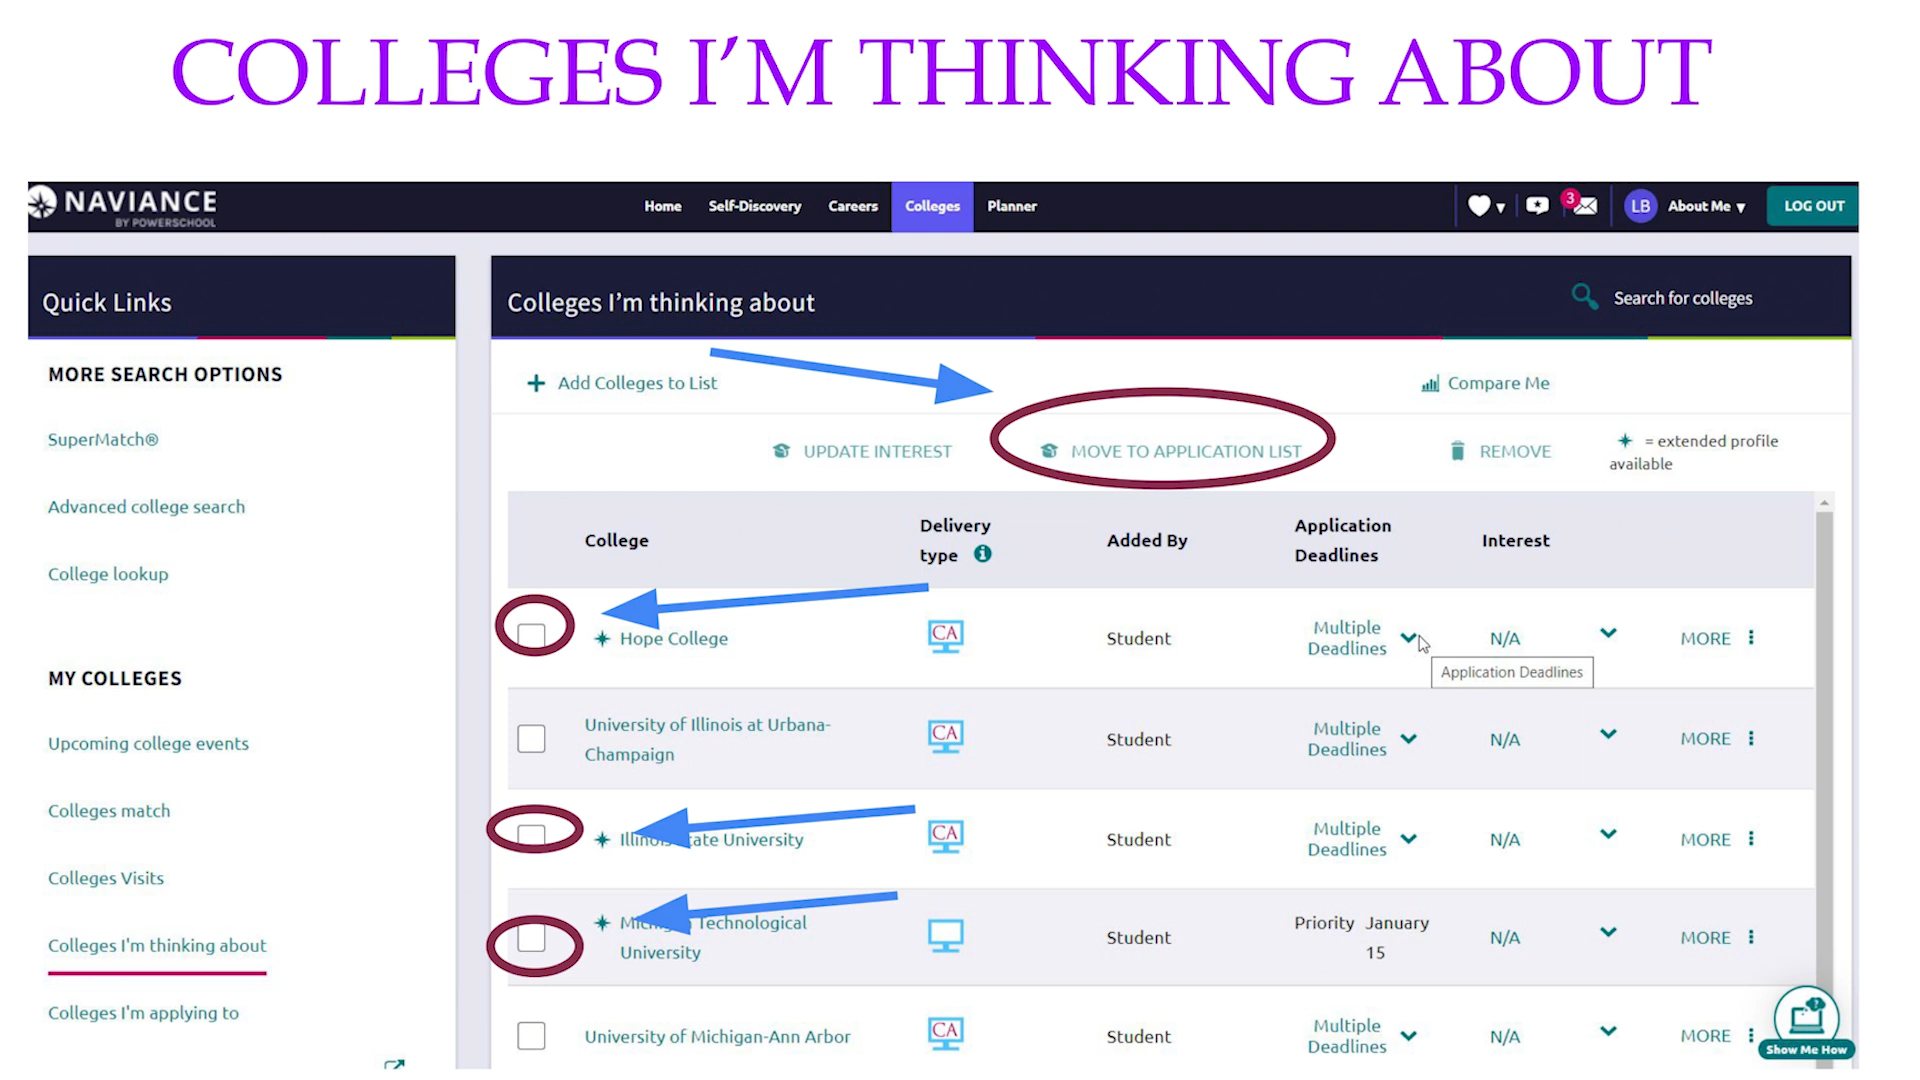 COLLEGES I'M THINKING ABOUT
NAVIANCE
BY POWERSCHOOL
Home Self-Discovery Careers Colleges Planner
3
LB About Me LOG OUT
Quick Links
MORE SEARCH OPTIONS
SuperMatch®
Advanced college search
College lookup
MY COLLEGES
Upcoming college events
Colleges match
Colleges Visits
Colleges I'm thinking about
Colleges I'm applying to
Colleges I'm thinking about
Search for colleges
+ Add Colleges to List
Compare Me
UPDATE INTEREST
MOVE TO APPLICATION LIST
REMOVE
= extended profile
available
College
Delivery
type
Added By
Application
Deadlines
Interest
Hope College
CA
Student
Multiple
Deadlines
N/A
MORE
Application Deadlines
University of Illinois at Urbana-
Champaign
CA
Student
Multiple
Deadlines
N/A
MORE
University
CA
Student
Multiple
Deadlines
N/A
MORE
Technological
University
Student
Priority January
15
N/A
MORE
University of Michigan-Ann Arbor
CA
Student
Multiple
Deadlines
N/A
MORE
Show Me How